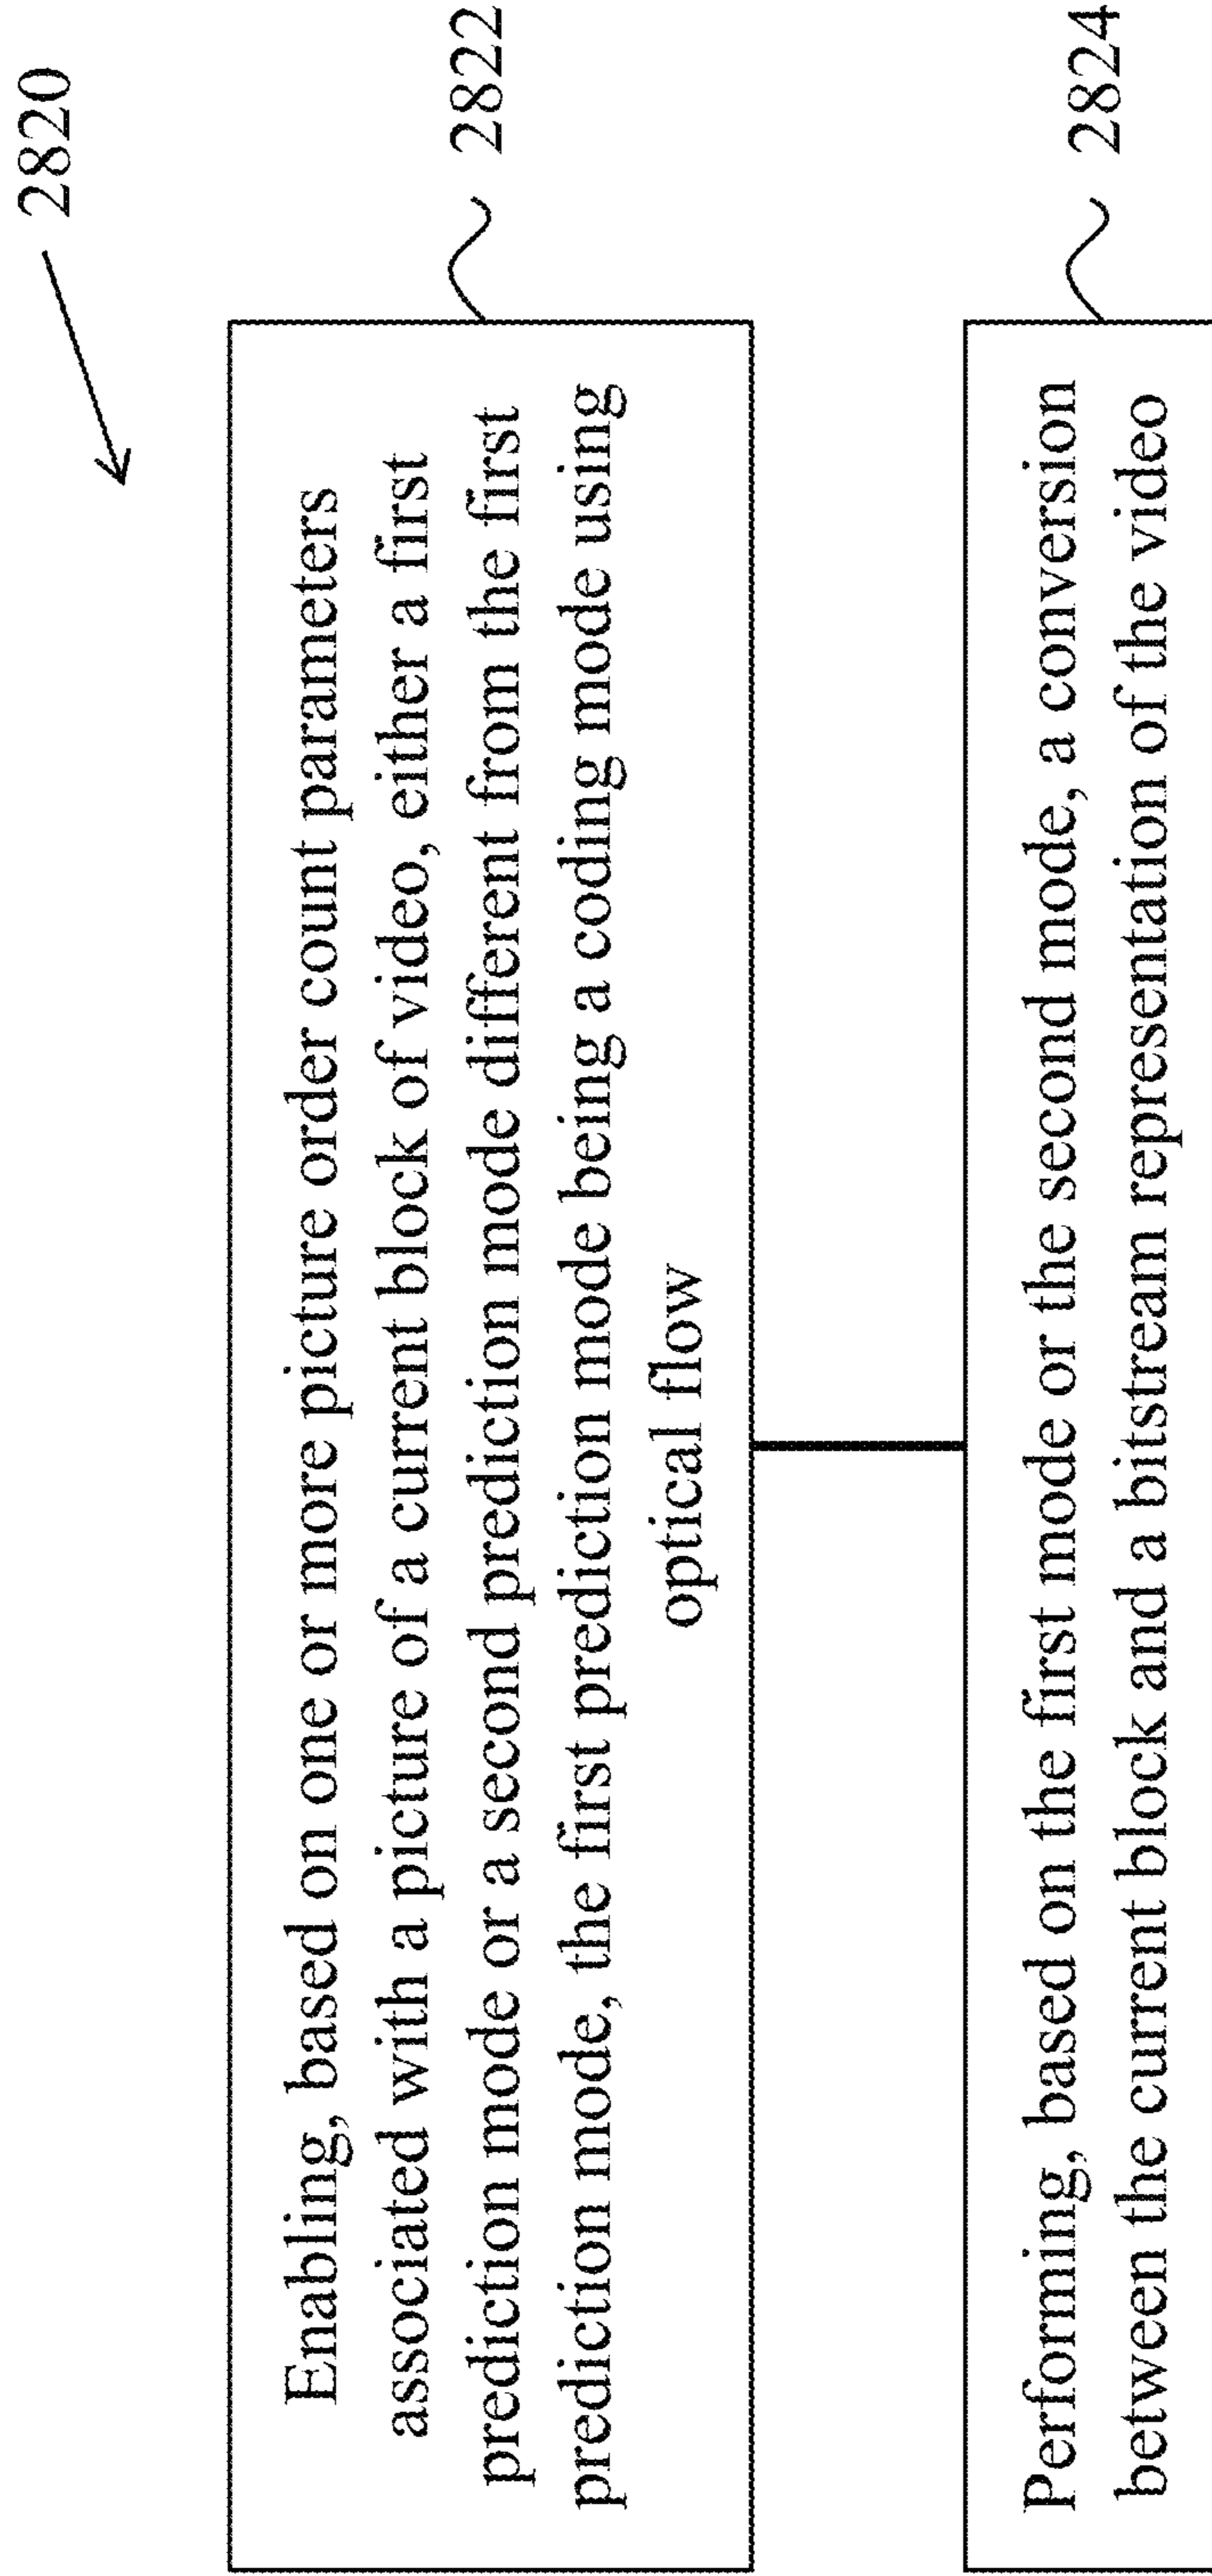 2820
Enabling, based on one or more picture order count parameters
associated with a picture of a current block of video, either a first
prediction mode or a second prediction mode different from the first
prediction mode, the first prediction mode being a coding mode using
optical flow
2822
Performing, based on the first mode or the second mode, a conversion
between the current block and a bitstream representation of the video
2824